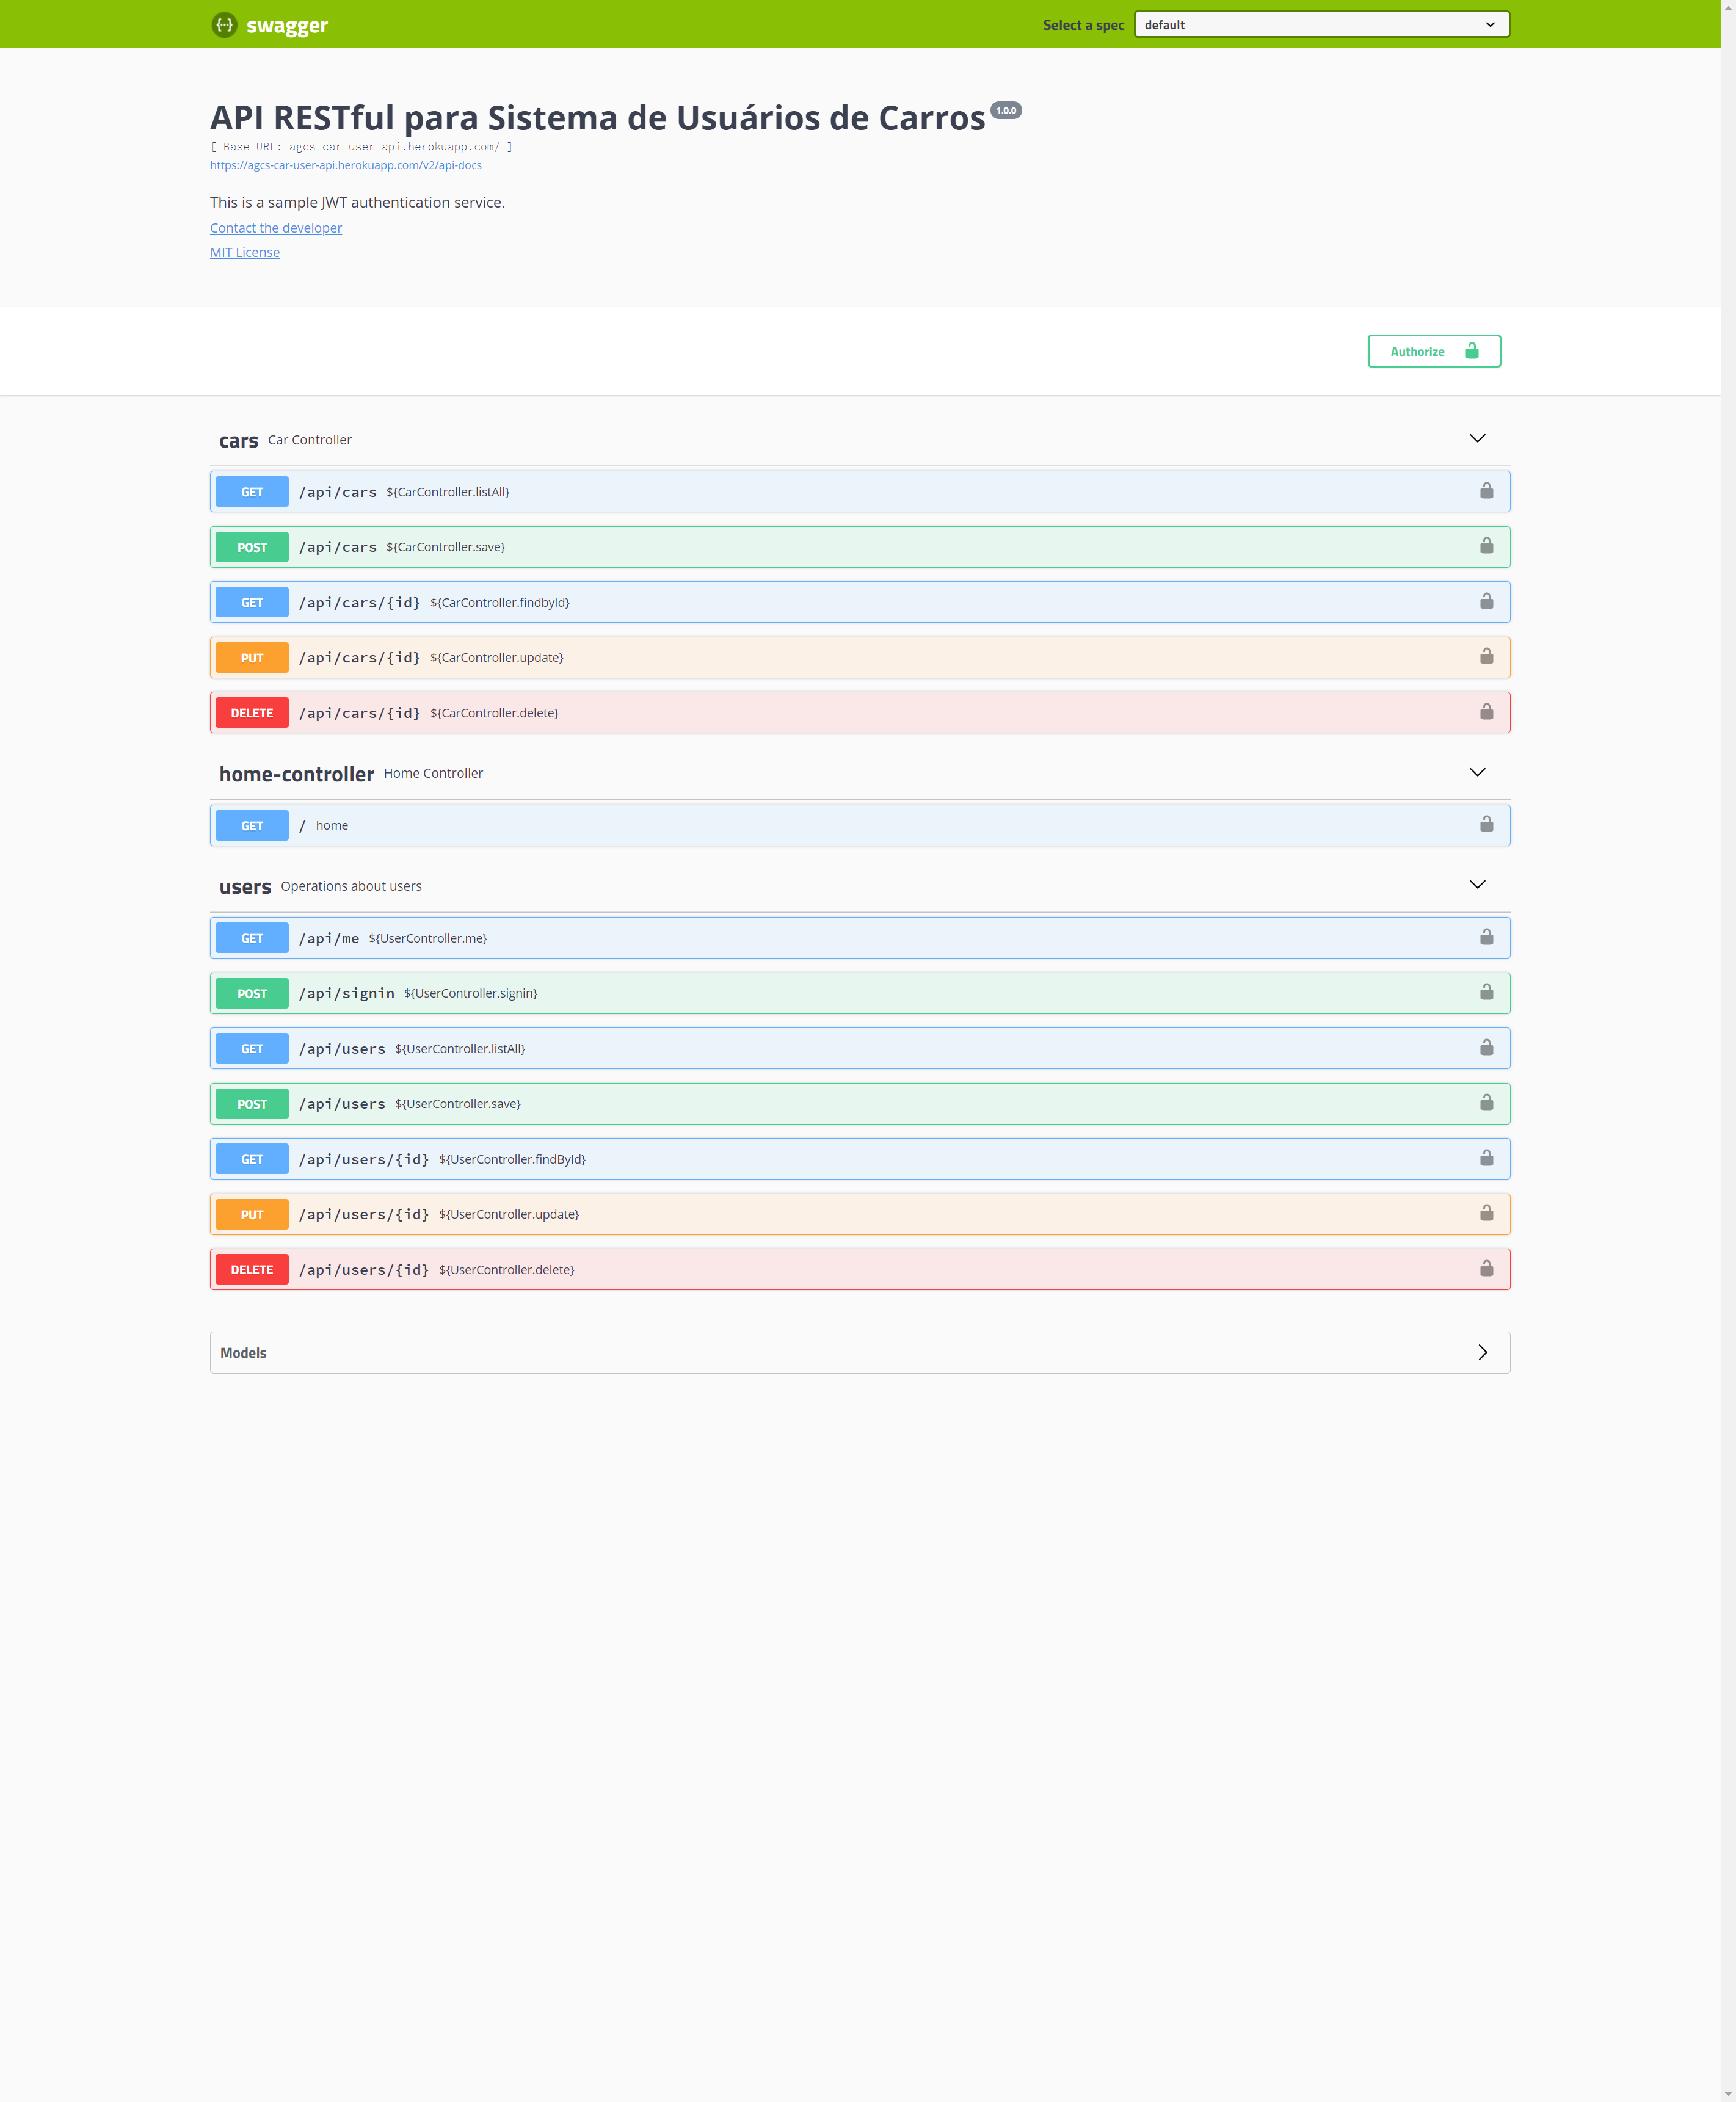 swagger
Select a spec default
API RESTful para Sistema de Usuários de Carros 1.0.0
[ Base URL: agcs-car-user-api.herokuapp.com/ ]
https://agcs-car-user-api.herokuapp.com/v2/api-docs
This is a sample JWT authentication service.
Contact the developer
MIT License
Authorize
cars Car Controller
GET /api/cars ${CarController.listAll}
POST /api/cars ${CarController.save}
GET /api/cars/{id} ${CarController.findbyId}
PUT /api/cars/{id} ${CarController.update}
DELETE /api/cars/{id} ${CarController.delete}
home-controller Home Controller
GET / home
users Operations about users
GET /api/me ${UserController.me}
POST /api/signin ${UserController.signin}
GET /api/users ${UserController.listAll}
POST /api/users ${UserController.save}
GET /api/users/{id} ${UserController.findById}
PUT /api/users/{id} ${UserController.update}
DELETE /api/users/{id} ${UserController.delete}
Models